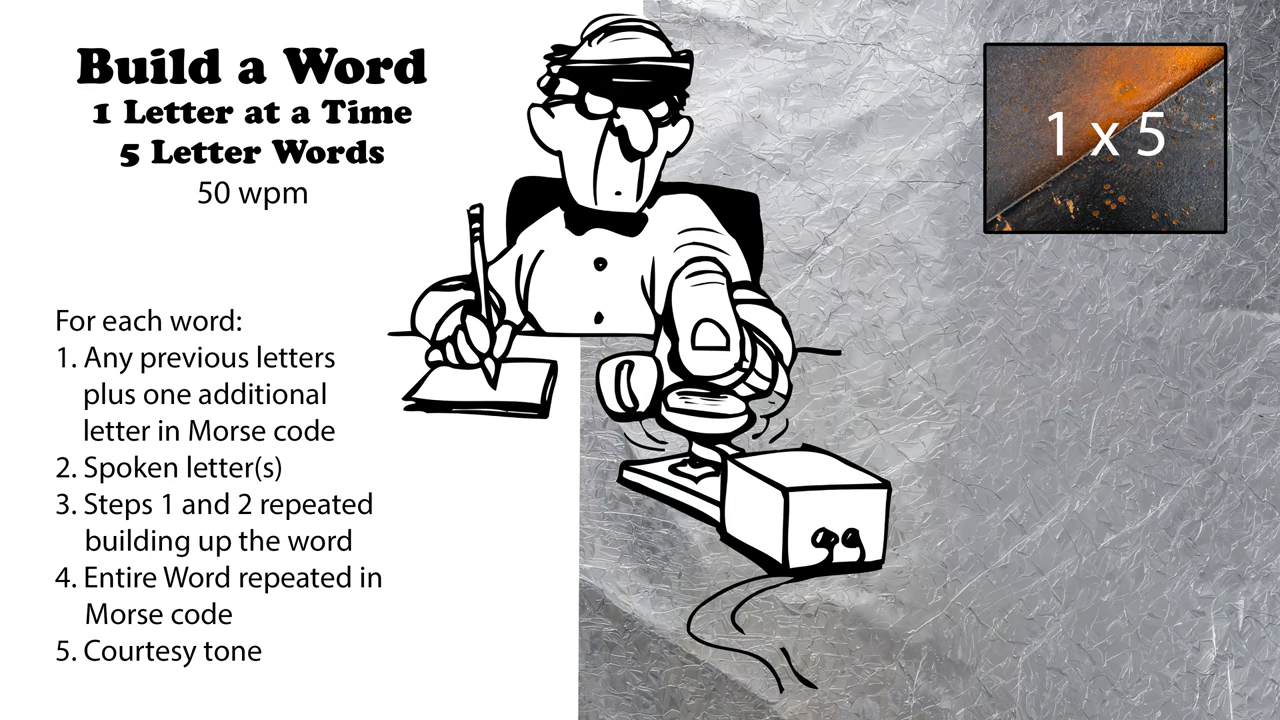 Build a Word
1 Letter at a Time
5 Letter Words
50 wpm
1 x 5
For each word:
1. Any previous letters
plus one additional
letter in Morse code
2. Spoken letter(s)
3. Steps 1 and 2 repeated
building up the word
4. Entire Word repeated in
Morse code
5. Courtesy tone